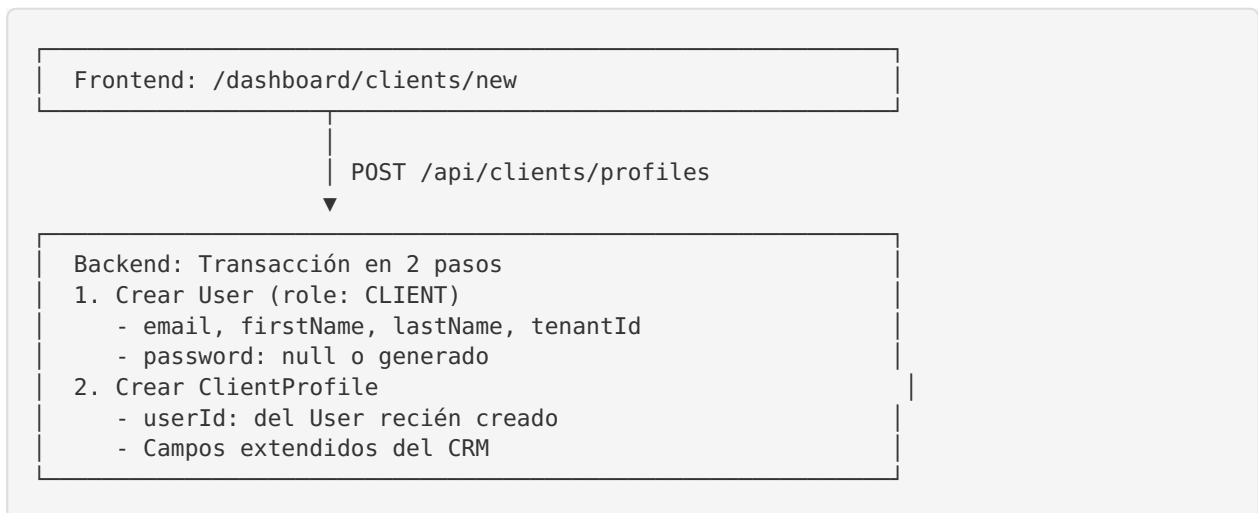 Frontend: /dashboard/clients/new
POST /api/clients/profiles
Backend: Transacción en 2 pasos
1. Crear User (role: CLIENT)
- email, firstName, lastName, tenantId
- password: null o generado
2. Crear ClientProfile
- userId: del User recién creado
- Campos extendidos del CRM